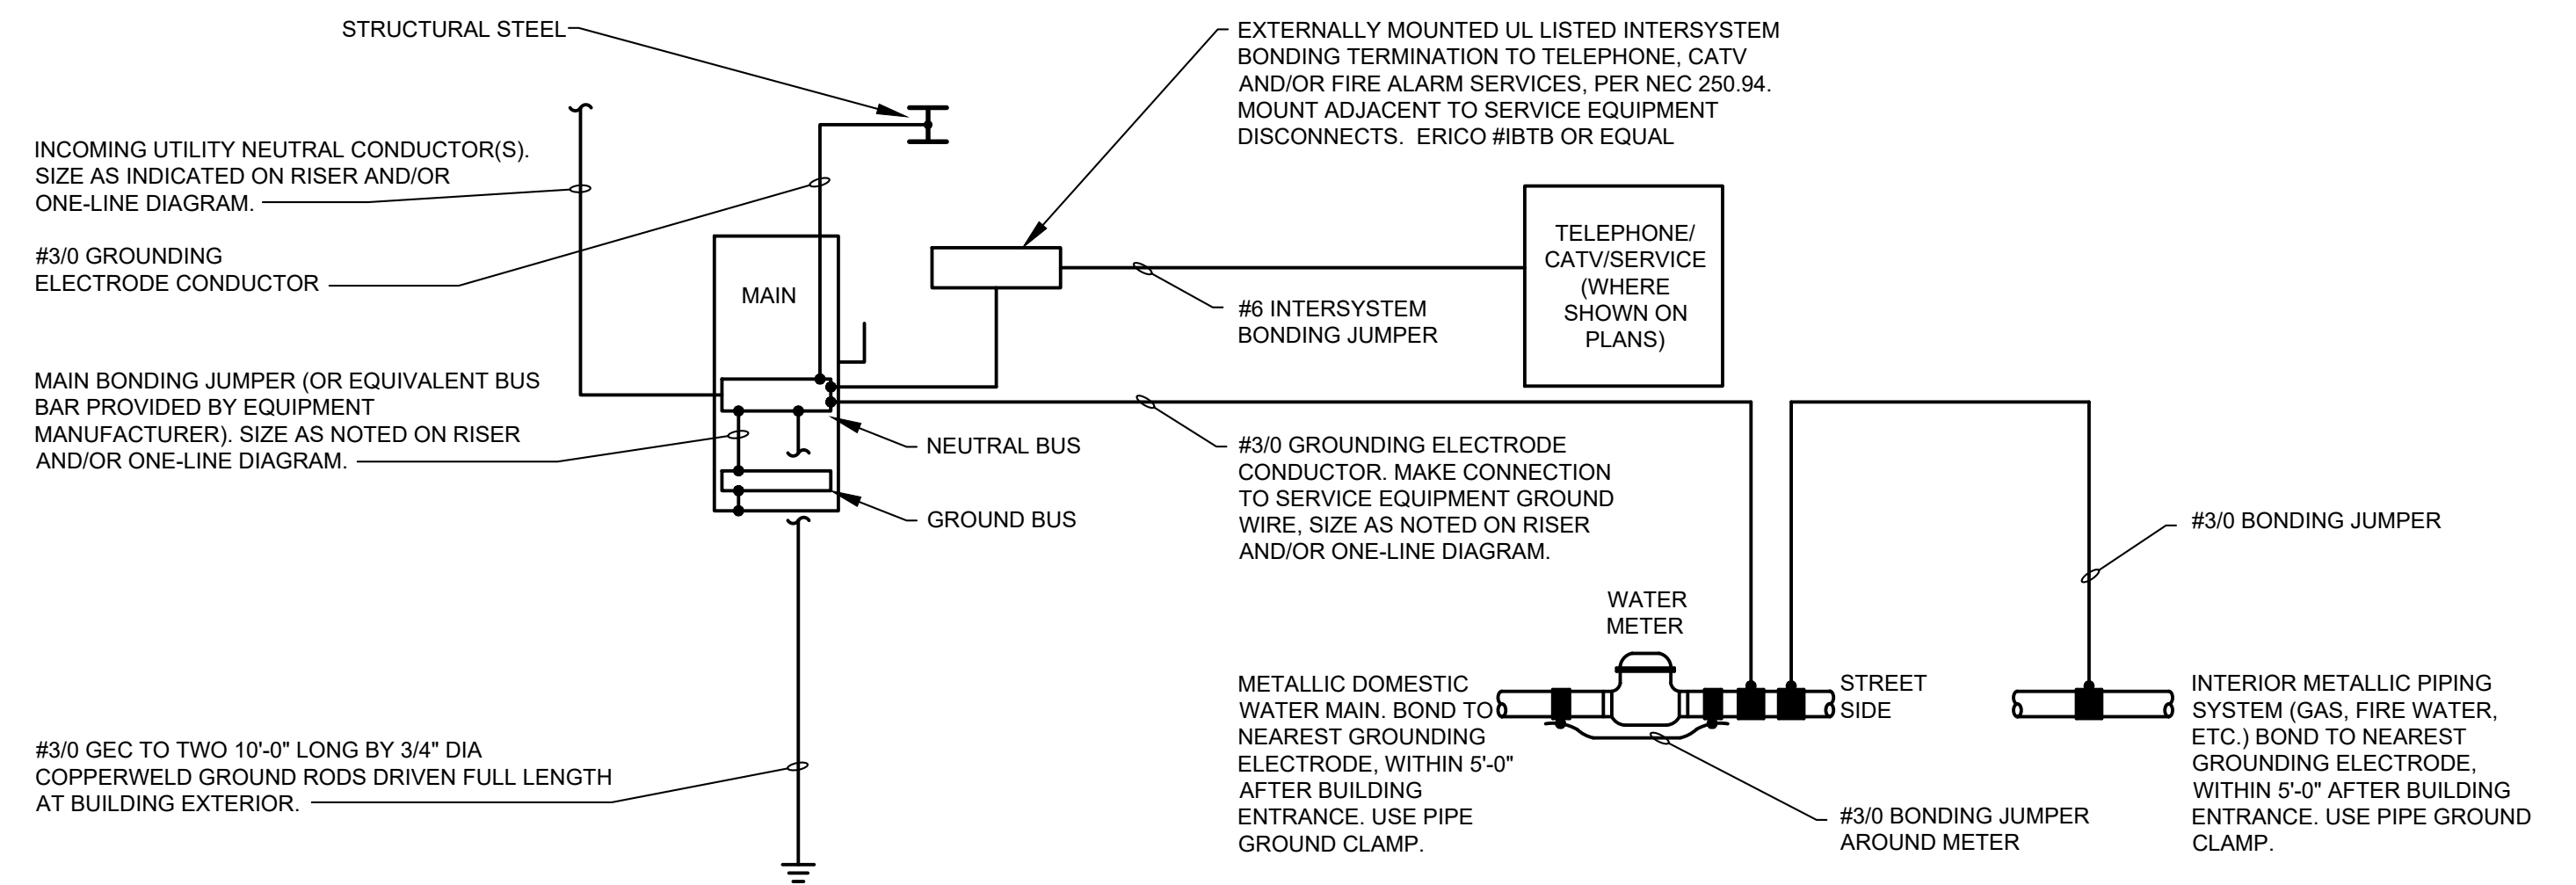 STRUCTURAL STEEL
EXTERNALLY MOUNTED UL LISTED INTERSYSTEM
BONDING TERMINATION TO TELEPHONE, CATV
AND/OR FIRE ALARM SERVICES, PER NEC 250.94.
MOUNT ADJACENT TO SERVICE EQUIPMENT
DISCONNECTS. ERICO #IBTB OR EQUAL
INCOMING UTILITY NEUTRAL CONDUCTOR(S).
SIZE AS INDICATED ON RISER AND/OR
ONE-LINE DIAGRAM.
#3/0 GROUNDING
ELECTRODE CONDUCTOR
MAIN
TELEPHONE/
CATV/SERVICE
(WHERE
SHOWN ON
PLANS)
#6 INTERSYSTEM
BONDING JUMPER
MAIN BONDING JUMPER (OR EQUIVALENT BUS
BAR PROVIDED BY EQUIPMENT
MANUFACTURER). SIZE AS NOTED ON RISER
AND/OR ONE-LINE DIAGRAM.
NEUTRAL BUS
GROUND BUS
#3/0 GROUNDING ELECTRODE
CONDUCTOR. MAKE CONNECTION
TO SERVICE EQUIPMENT GROUND
WIRE, SIZE AS NOTED ON RISER
AND/OR ONE-LINE DIAGRAM.
#3/0 BONDING JUMPER
WATER
METER
METALLIC DOMESTIC
WATER MAIN. BOND TO
NEAREST GROUNDING
ELECTRODE, WITHIN 5'-0"
AFTER BUILDING
ENTRANCE. USE PIPE
GROUND CLAMP.
STREET
SIDE
INTERIOR METALLIC PIPING
SYSTEM (GAS, FIRE WATER,
ETC.) BOND TO NEAREST
GROUNDING ELECTRODE,
WITHIN 5'-0" AFTER BUILDING
ENTRANCE. USE PIPE GROUND
CLAMP.
#3/0 GEC TO TWO 10'-0" LONG BY 3/4" DIA
COPPERWELD GROUND RODS DRIVEN FULL LENGTH
AT BUILDING EXTERIOR.
#3/0 BONDING JUMPER
AROUND METER